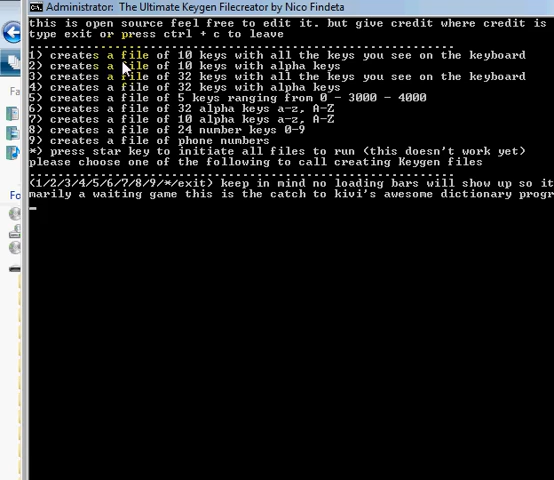 Administrator: The Ultimate Keygen Filecreator by Nico Findeta
this is open source feel free to edit it. but give credit where credit is
type exit or press ctrl + c to leave
1) creates a file of 10 keys with all the keys you see on the keyboard
2) creates a file of 10 keys with alpha keys
3) creates a file of 32 keys with all the keys you see on the keyboard
4) creates a file of 32 keys with alpha keys
5) creates a file of 5 keys ranging from 0 - 3000 - 4000
6) creates a file of 32 alpha keys a-z, A-Z
7) creates a file of 10 alpha keys a-z, A-Z
8) creates a file of 24 number keys 0-9
9) creates a file of phone numbers
*) press star key to initiate all files to run (this doesn't work yet)
please choose one of the following to call creating Keygen files
(1/2/3/4/5/6/7/8/9/*/exit) keep in mind no loading bars will show up so it
marily a waiting game this is the catch to kivi's awesome dictionary progr
Fo